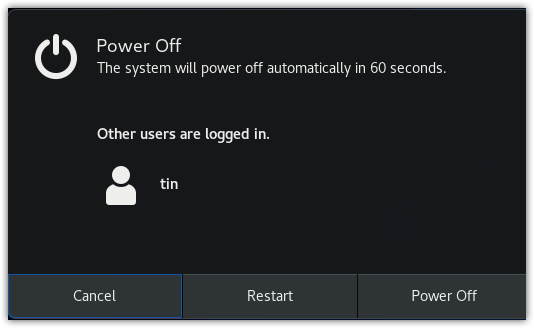 Power Off
The system will power off automatically in 60 seconds.
Other users are logged in.
tin
Cancel
Restart
Power Off